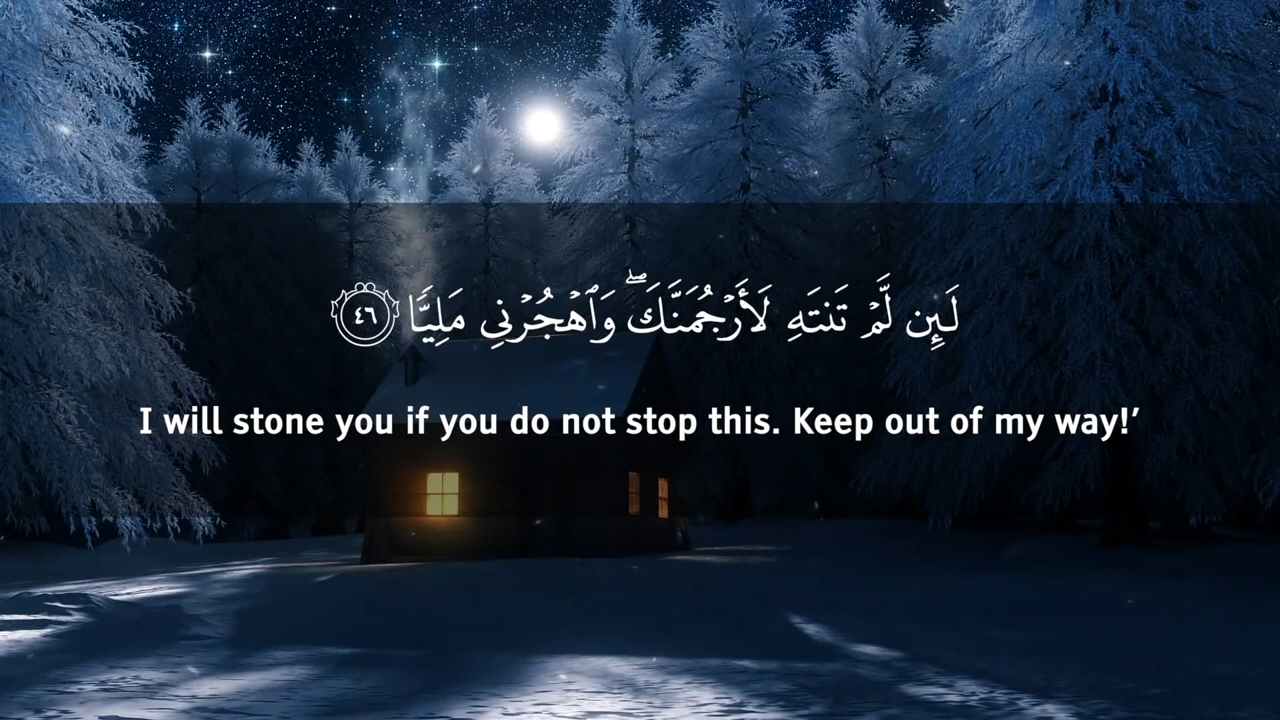 لَئِن لَّمْ تَنتَهِ لَأَرْجُمَنَّكَ ۖ وَٱهْجُرْنِى مَلِيًّا ٤٦
I will stone you if you do not stop this. Keep out of my way!’